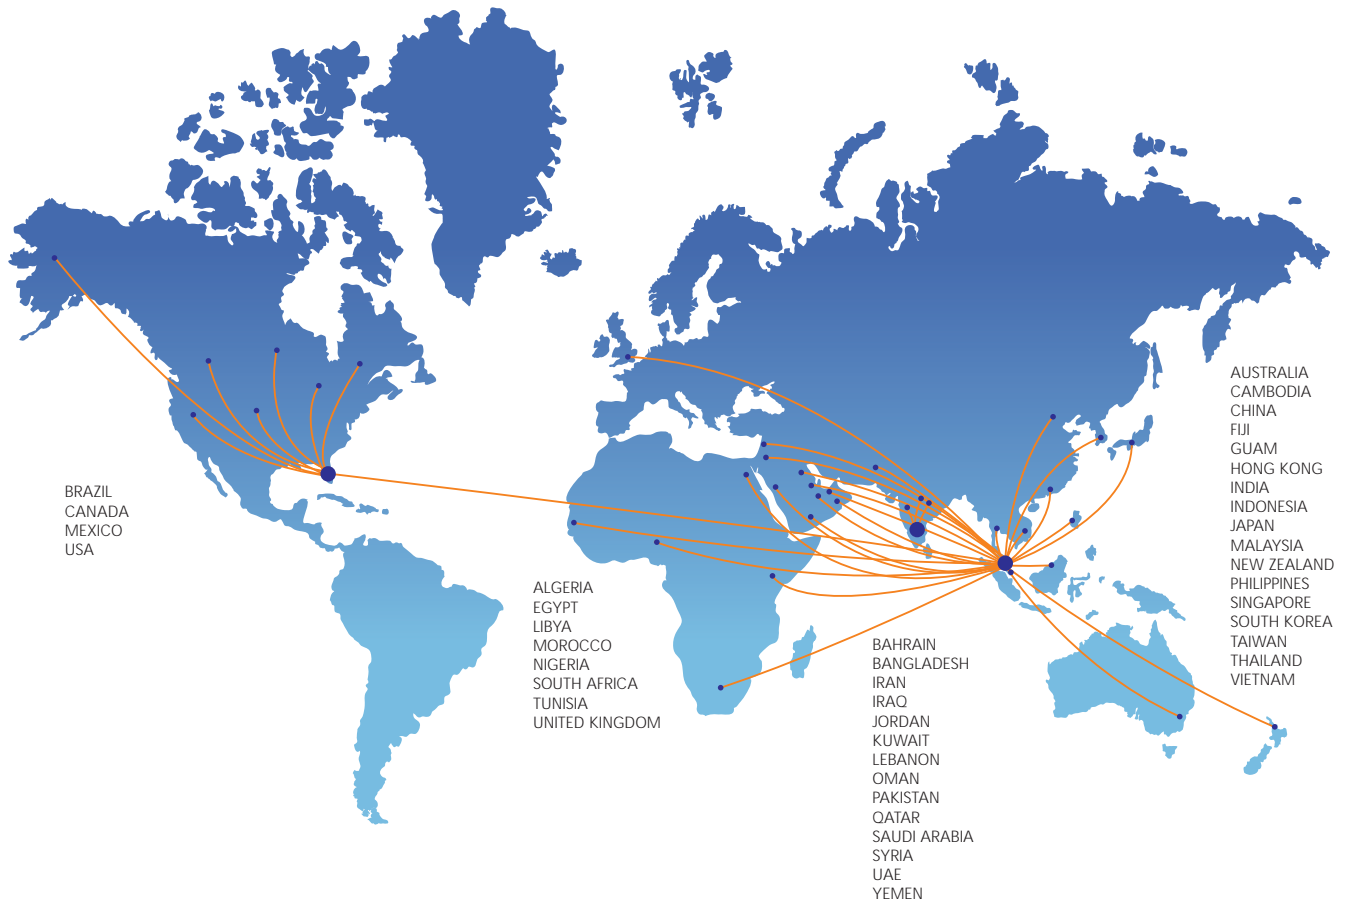 BRAZIL
CANADA
MEXICO
USA
ALGERIA
EGYPT
LIBYA
MOROCCO
NIGERIA
SOUTH AFRICA
TUNISIA
UNITED KINGDOM
BAHRAIN
BANGLADESH
IRAN
IRAQ
JORDAN
KUWAIT
LEBANON
OMAN
PAKISTAN
QATAR
SAUDI ARABIA
SYRIA
UAE
YEMEN
AUSTRALIA
CAMBODIA
CHINA
FIJI
GUAM
HONG KONG
INDIA
INDONESIA
JAPAN
MALAYSIA
NEW ZEALAND
PHILIPPINES
SINGAPORE
SOUTH KOREA
TAIWAN
THAILAND
VIETNAM